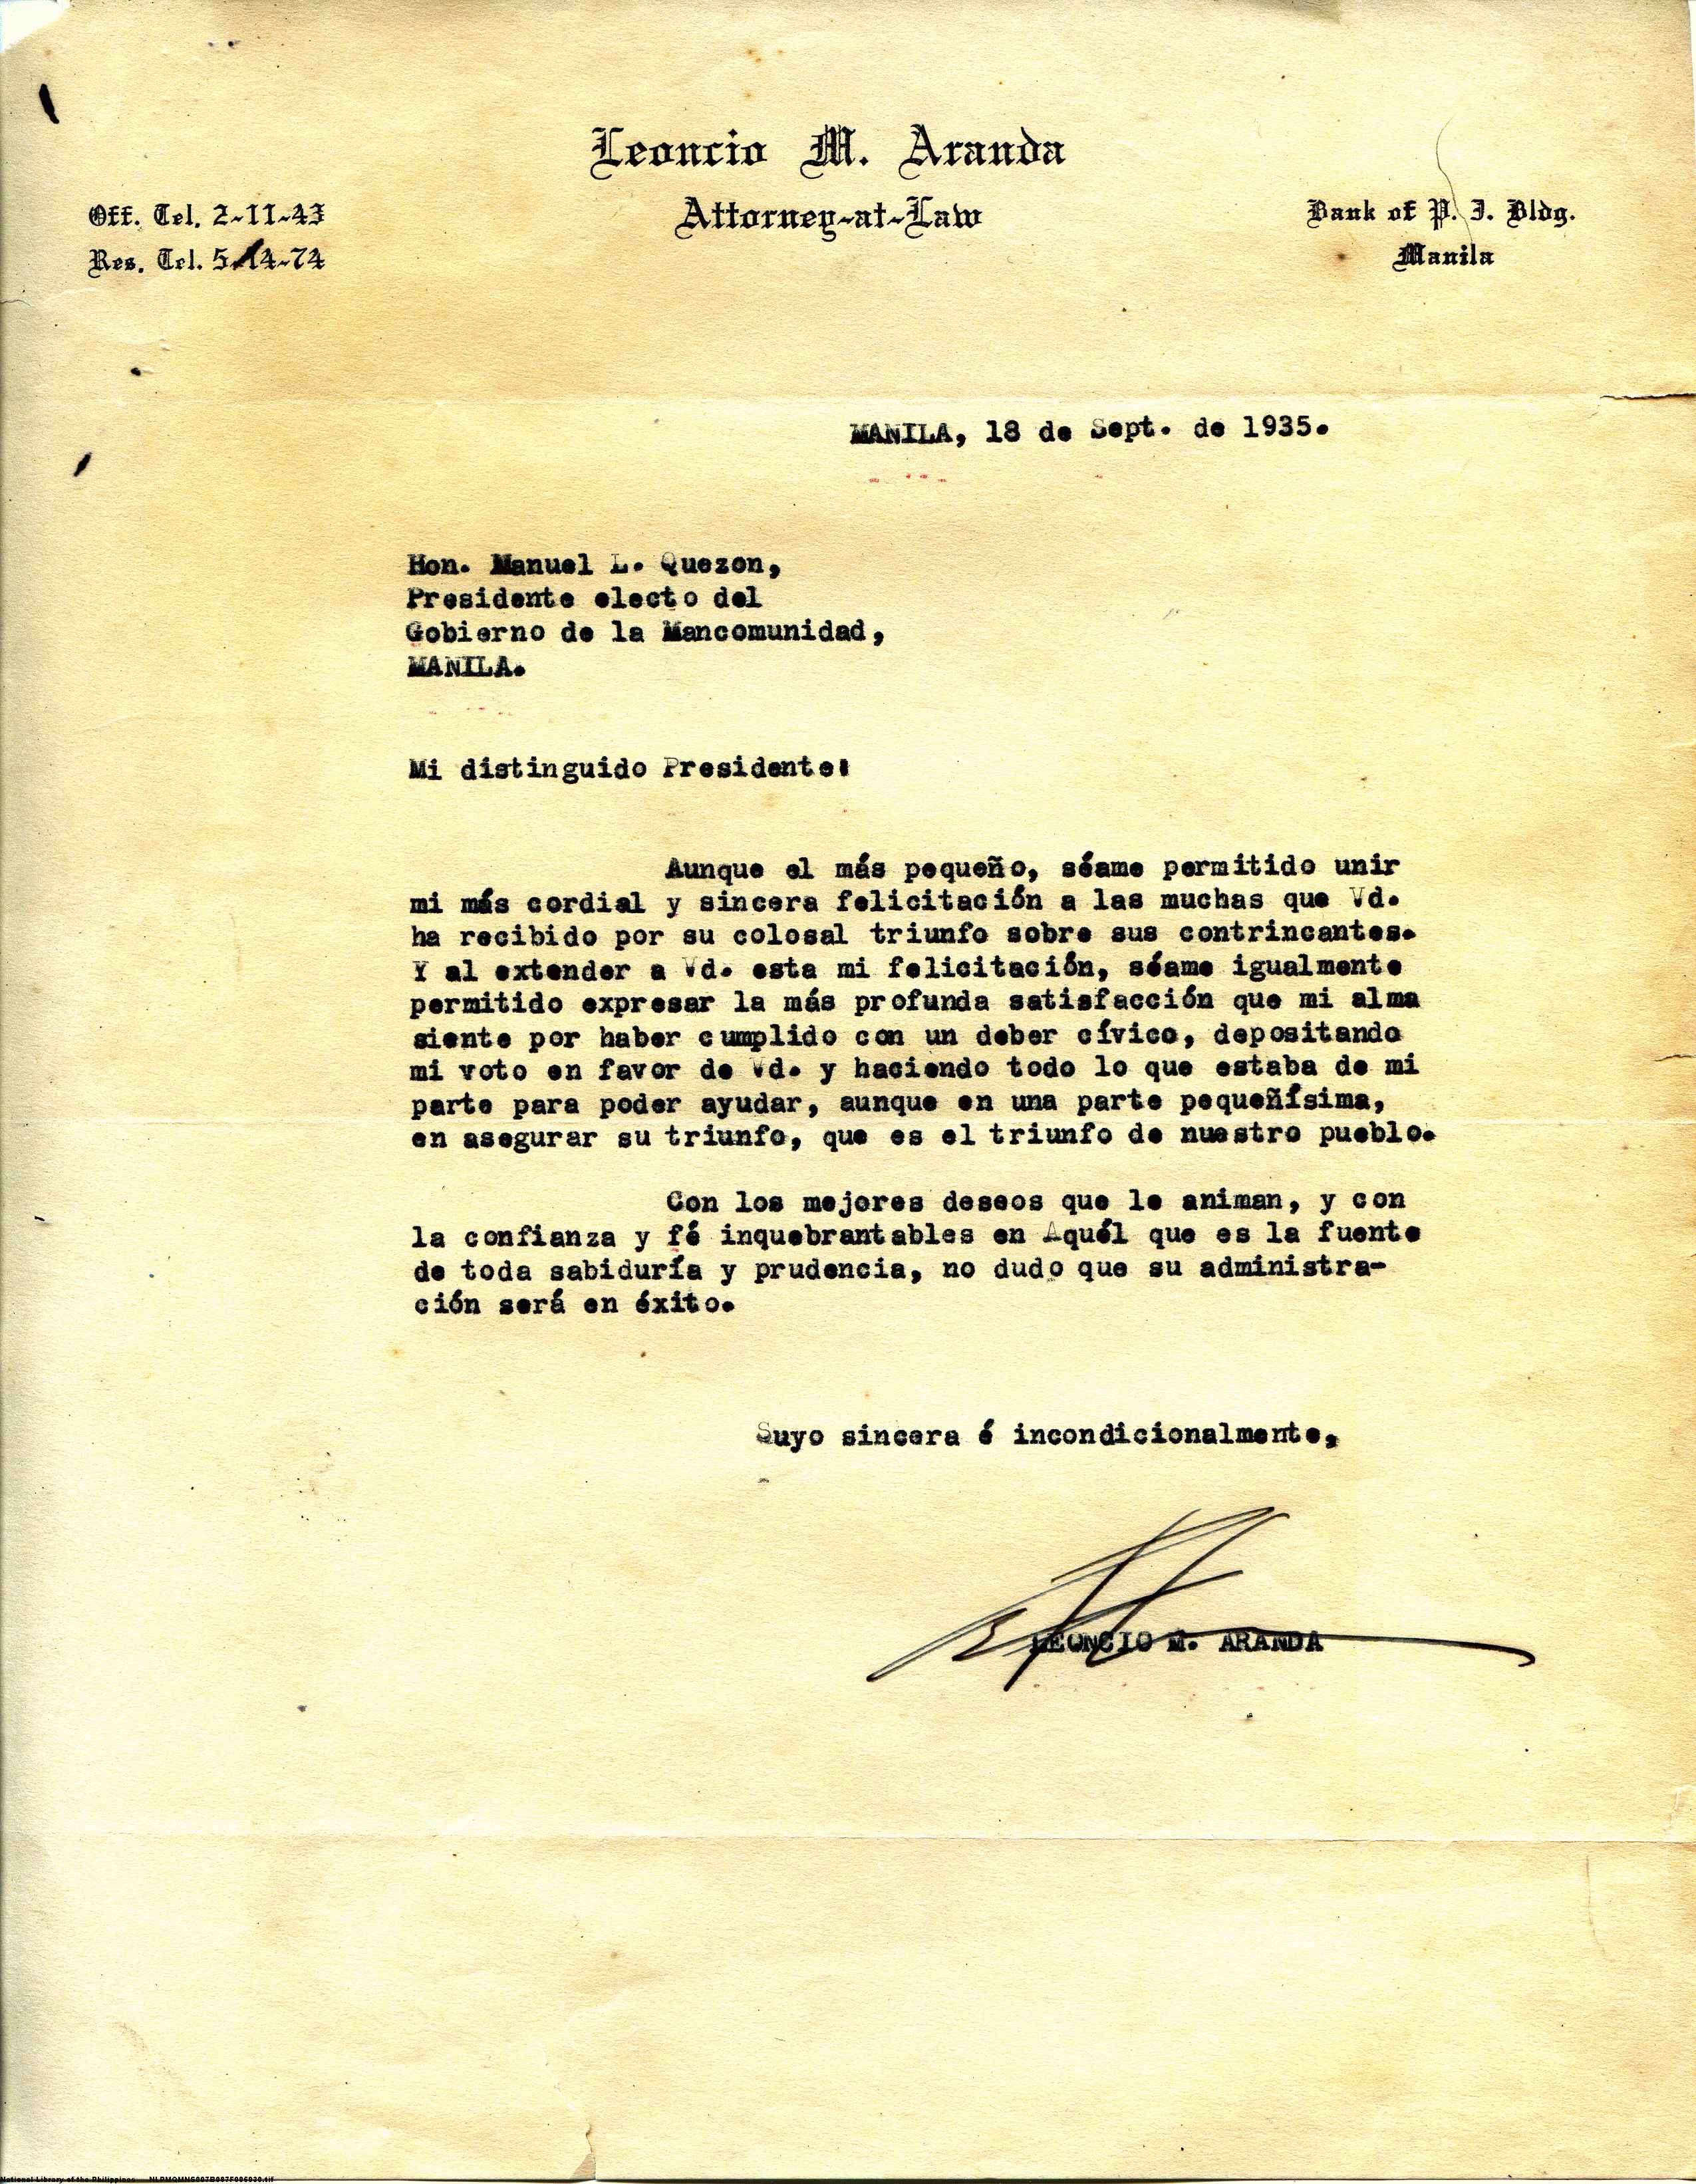 Leoncio M. Aranda
Attorney-at-Law
Off. Tel. 2-11-43
Res. Tel. 5-14-74
Bank of P. I. Bldg.
Manila
MANILA, 18 de Sept. de 1935.
Hon. Manuel L. Quezon,
Presidente electo del
Gobierno de la Mancomunidad,
MANILA.
Mi distinguido Presidente:
Aunque el más pequeño, séame permitido unir
mi más cordial y sincera felicitación a las muchas que Vd.
ha recibido por su colosal triunfo sobre sus contrincantes.
Y al extender a Vd. esta mi felicitación, séame igualmente
permitido expresar la más profunda satisfacción que mi alma
siente por haber cumplido con un deber cívico, depositando
mi voto en favor de Vd. y haciendo todo lo que estaba de mi
parte para poder ayudar, aunque en una parte pequeñísima,
en asegurar su triunfo, que es el triunfo de nuestro pueblo.
Con los mejores deseos que le animan, y con
la confianza y fé inquebrantables en Aquél que es la fuente
de toda sabiduría y prudencia, no dudo que su administra-
ción será en éxito.
Suyo sincera é incondicionalmente,
LEONCIO M. ARANDA
National Library of the Philippines